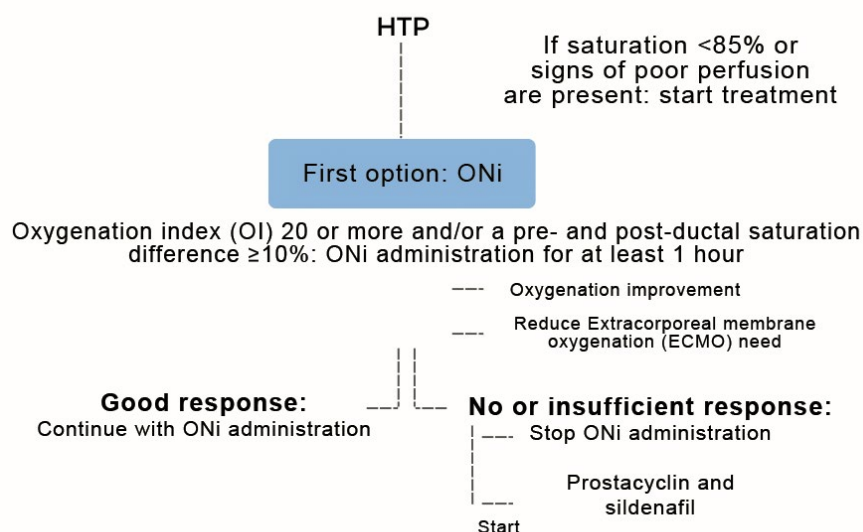 HTP
If saturation <85% or
signs of poor perfusion
are present: start treatment
First option: ONi
Oxygenation index (OI) 20 or more and/or a pre- and post-ductal saturation
difference ≥10%: ONi administration for at least 1 hour
Oxygenation improvement
Reduce Extracorporeal membrane
oxygenation (ECMO) need
Good response:
Continue with ONi administration
No or insufficient response:
Stop ONi administration
Prostacyclin and
sildenafil
Start